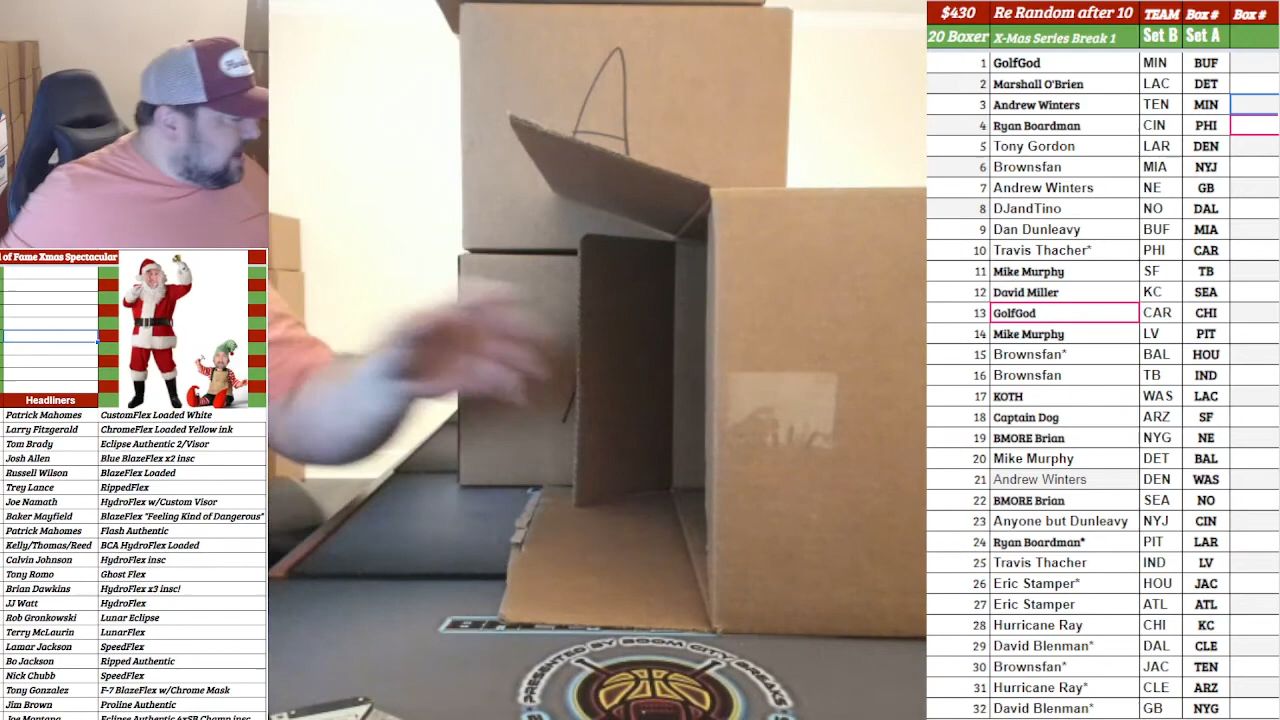 $430 Re Random after 10 TEAM Box # Box #
20 Boxer X-Mas Series Break 1 Set B Set A
1 GolfGod MIN BUF
2 Marshall O'Brien LAC DET
3 Andrew Winters TEN MIN
4 Ryan Boardman CIN PHI
5 Tony Gordon LAR DEN
6 Brownsfan MIA NYJ
7 Andrew Winters NE GB
8 DJandTino NO DAL
9 Dan Dunleavy BUF MIA
10 Travis Thacher* PHI CAR
11 Mike Murphy SF TB
12 David Miller KC SEA
13 GolfGod CAR CHI
14 Mike Murphy LV PIT
15 Brownsfan* BAL HOU
16 Brownsfan TB IND
17 KOTH WAS LAC
18 Captain Dog ARZ SF
19 BMORE Brian NYG NE
20 Mike Murphy DET BAL
21 Andrew Winters DEN WAS
22 BMORE Brian SEA NO
23 Anyone but Dunleavy NYJ CIN
24 Ryan Boardman* PIT LAR
25 Travis Thacher IND LV
26 Eric Stamper* HOU JAC
27 Eric Stamper ATL ATL
28 Hurricane Ray CHI KC
29 David Blenman* DAL CLE
30 Brownsfan* JAC TEN
31 Hurricane Ray* CLE ARZ
32 David Blenman* GB NYG
l of Fame Xmas Spectacular
Headliners
Patrick Mahomes CustomFlex Loaded White
Larry Fitzgerald ChromeFlex Loaded Yellow ink
Tom Brady Eclipse Authentic 2/Visor
Josh Allen Blue BlazeFlex x2 insc
Russell Wilson BlazeFlex Loaded
Trey Lance RippedFlex
Joe Namath HydroFlex w/Custom Visor
Baker Mayfield BlazeFlex "Feeling Kind of Dangerous"
Patrick Mahomes Flash Authentic
Kelly/Thomas/Reed BCA HydroFlex Loaded
Calvin Johnson HydroFlex insc
Tony Romo Ghost Flex
Brian Dawkins HydroFlex x3 insc!
JJ Watt HydroFlex
Rob Gronkowski Lunar Eclipse
Terry McLaurin LunarFlex
Lamar Jackson SpeedFlex
Bo Jackson Ripped Authentic
Nick Chubb SpeedFlex
Tony Gonzalez F-7 BlazeFlex w/Chrome Mask
Jim Brown Proline Authentic
Joe Montana Eclipse Authentic 4xSB Champ insc
PRESENTED BY BOOM CITY BREAKS